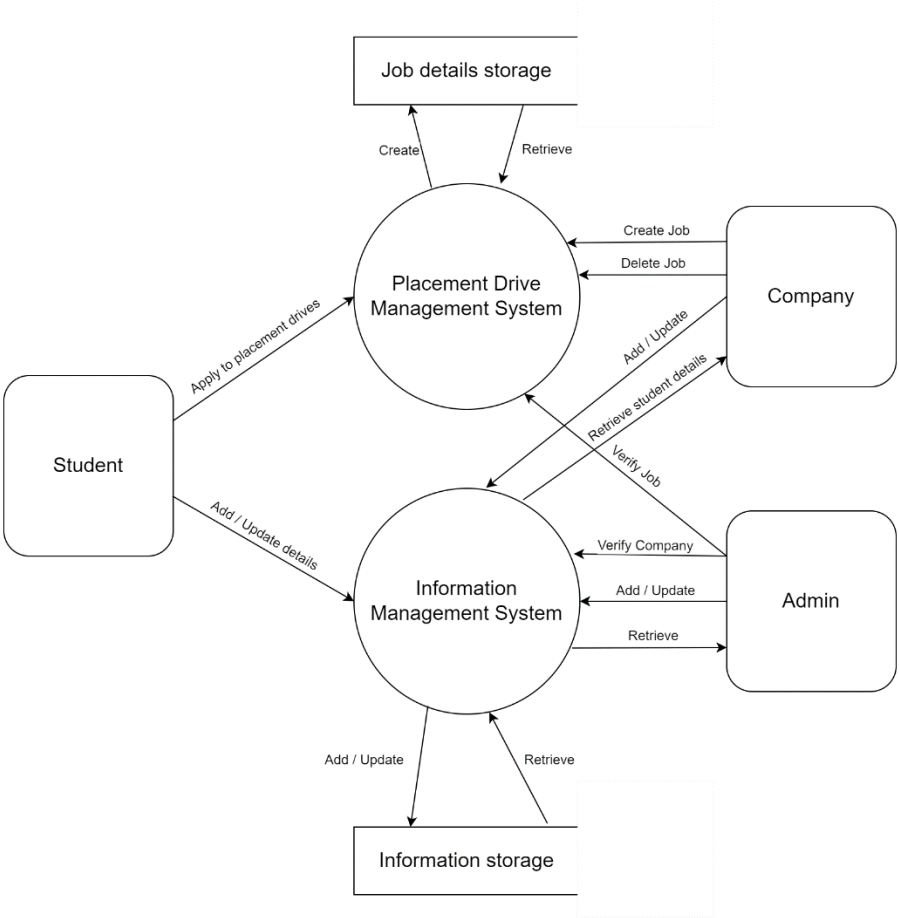 Job details storage
Create
Retrieve
Create Job
Delete Job
Placement Drive
Management System
Company
Add / Update
Apply to placement drives
Retrieve student details
Student
Verify Job
Add / Update details
Verify Company
Information
Management System
Add / Update
Admin
Retrieve
Add / Update
Retrieve
Information storage